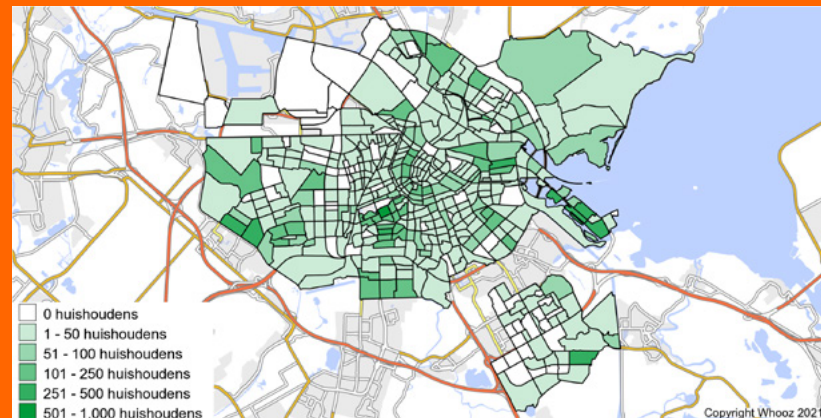 0 huishoudens
1 - 50 huishoudens
51 - 100 huishoudens
101 - 250 huishoudens
251 - 500 huishoudens
501 - 1.000 huishoudens
Copyright Whooz 2021